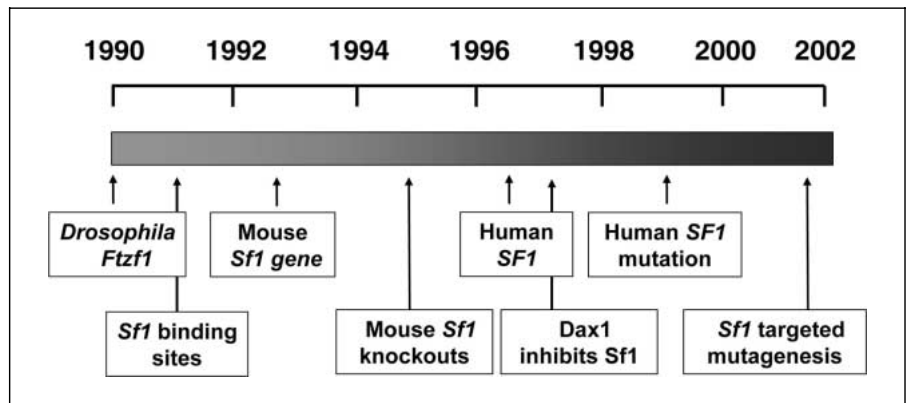 1990 1992 1994 1996 1998 2000 2002
Drosophila
Ftzf1
Mouse
Sf1 gene
Human
SF1
Human SF1
mutation
Sf1 binding
sites
Mouse Sf1
knockouts
Dax1
inhibits Sf1
Sf1 targeted
mutagenesis